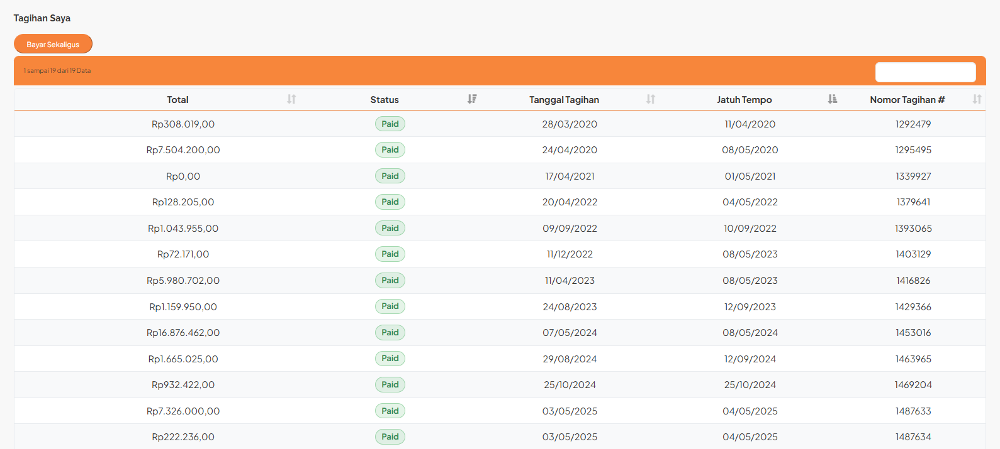 Tagihan Saya
Bayar Sekaligus
1 sampai 19 dari 19 Data
Total Status Tanggal Tagihan Jatuh Tempo Nomor Tagihan #
Rp308.019,00 Paid 28/03/2020 11/04/2020 1292479
Rp7.504.200,00 Paid 24/04/2020 08/05/2020 1295495
Rp0,00 Paid 17/04/2021 01/05/2021 1339927
Rp128.205,00 Paid 20/04/2022 04/05/2022 1379641
Rp1.043.955,00 Paid 09/09/2022 10/09/2022 1393065
Rp72.171,00 Paid 11/12/2022 08/05/2023 1403129
Rp5.980.702,00 Paid 11/04/2023 08/05/2023 1416826
Rp1.159.950,00 Paid 24/08/2023 12/09/2023 1429366
Rp16.876.462,00 Paid 07/05/2024 08/05/2024 1453016
Rp1.665.025,00 Paid 29/08/2024 12/09/2024 1463965
Rp932.422,00 Paid 25/10/2024 25/10/2024 1469204
Rp7.326.000,00 Paid 03/05/2025 04/05/2025 1487633
Rp222.236,00 Paid 03/05/2025 04/05/2025 1487634